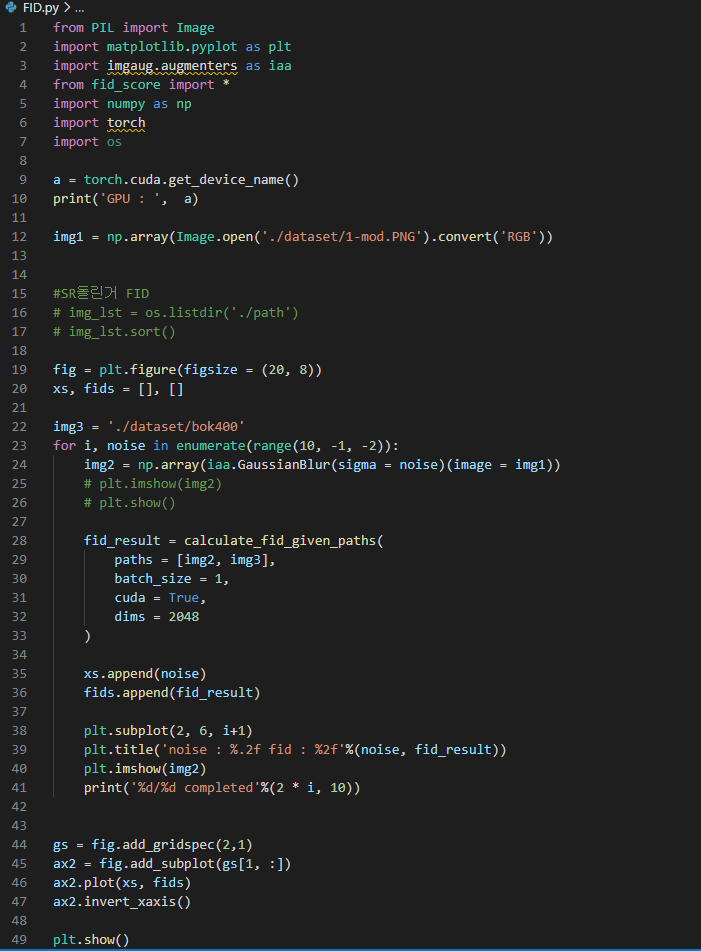 FID.py > ...
1 from PIL import Image
2 import matplotlib.pyplot as plt
3 import imgaug.augmenters as iaa
4 from fid_score import *
5 import numpy as np
6 import torch
7 import os
8
9 a = torch.cuda.get_device_name()
10 print('GPU : ',  a)
11
12 img1 = np.array(Image.open('./dataset/1-mod.PNG').convert('RGB'))
13
14
15 #SR돌린거 FID
16 # img_lst = os.listdir('./path')
17 # img_lst.sort()
18
19 fig = plt.figure(figsize = (20, 8))
20 xs, fids = [], []
21
22 img3 = './dataset/bok400'
23 for i, noise in enumerate(range(10, -1, -2)):
24     img2 = np.array(iaa.GaussianBlur(sigma = noise)(image = img1))
25     # plt.imshow(img2)
26     # plt.show()
27
28     fid_result = calculate_fid_given_paths(
29         paths = [img2, img3],
30         batch_size = 1,
31         cuda = True,
32         dims = 2048
33     )
34
35     xs.append(noise)
36     fids.append(fid_result)
37
38     plt.subplot(2, 6, i+1)
39     plt.title('noise : %.2f fid : %2f'%(noise, fid_result))
40     plt.imshow(img2)
41     print('%d/%d completed'%(2 * i, 10))
42
43
44 gs = fig.add_gridspec(2,1)
45 ax2 = fig.add_subplot(gs[1, :])
46 ax2.plot(xs, fids)
47 ax2.invert_xaxis()
48
49 plt.show()